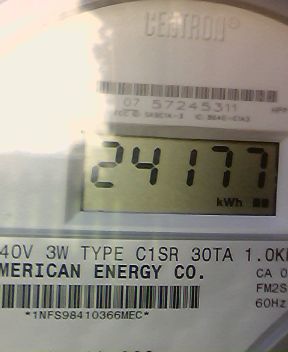 CENTRON®
07 57245311
24177
kWh
40V 3W TYPE C1SR 30TA 1.0K
MERICAN ENERGY CO.
CA 0
FM2S
60Hz
*1NFS98410366MEC*